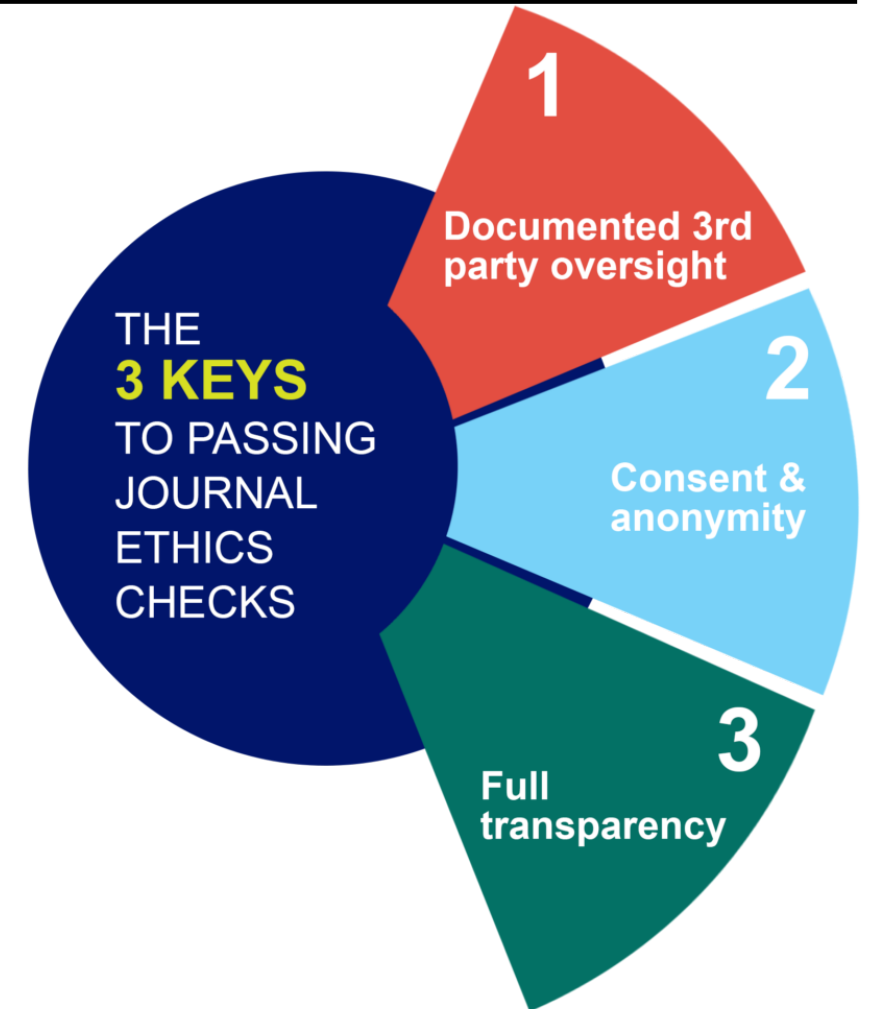 THE
3 KEYS
TO PASSING
JOURNAL
ETHICS
CHECKS
1
Documented 3rd
party oversight
2
Consent &
anonymity
3
Full
transparency